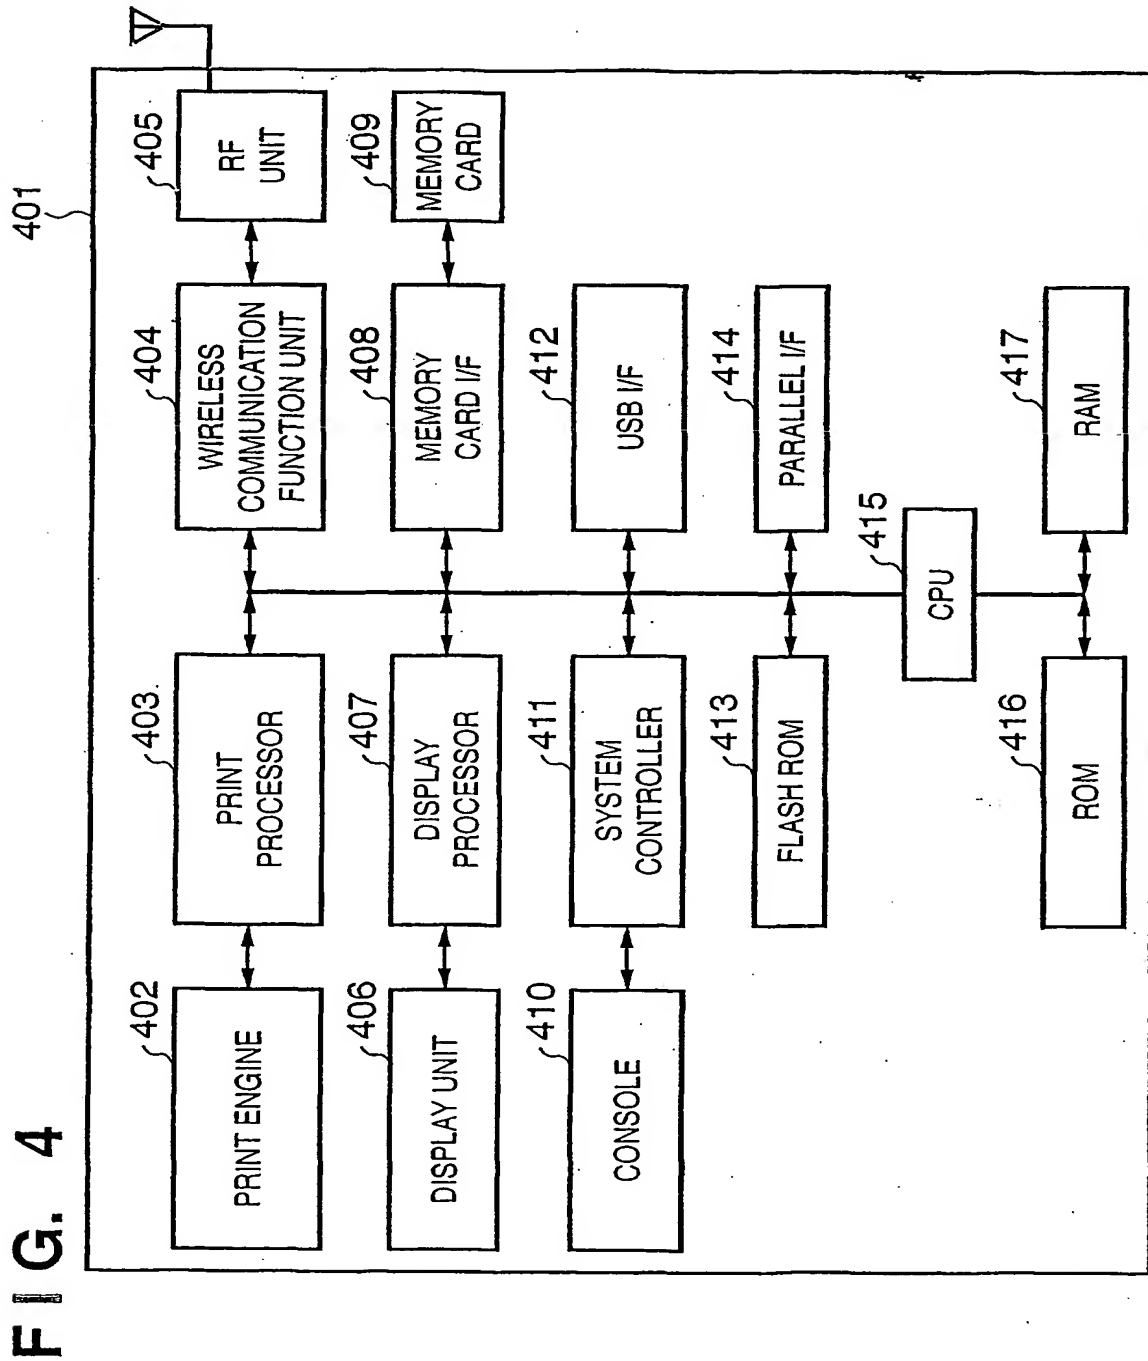 FIG. 4
401
402
PRINT ENGINE
403
PRINT
PROCESSOR
404
WIRELESS
COMMUNICATION
FUNCTION UNIT
405
RF
UNIT
406
DISPLAY UNIT
407
DISPLAY
PROCESSOR
408
MEMORY
CARD I/F
409
MEMORY
CARD
410
CONSOLE
411
SYSTEM
CONTROLLER
412
USB I/F
413
FLASH ROM
414
PARALLEL I/F
415
CPU
416
ROM
417
RAM